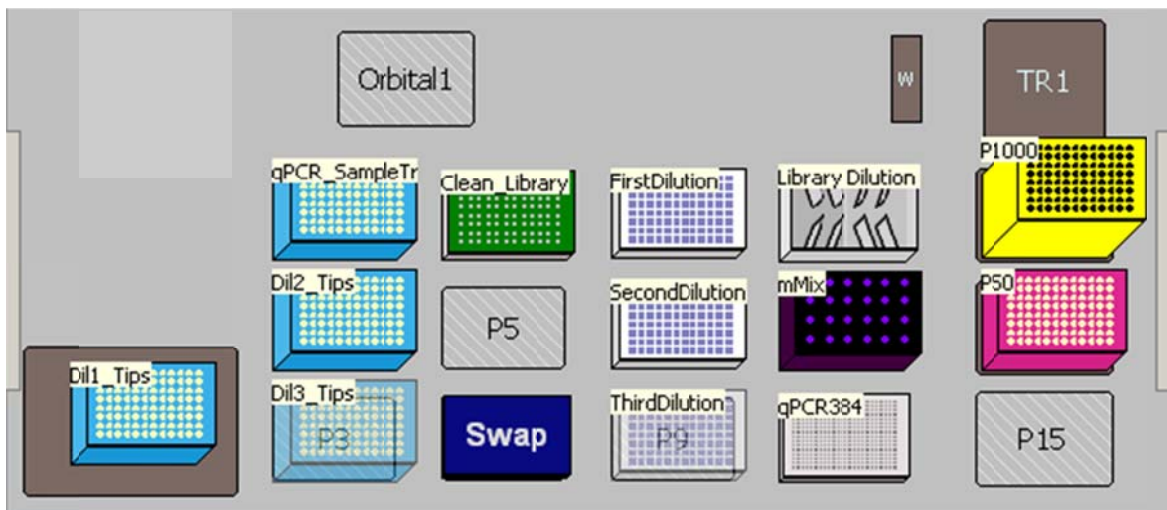 Orbital1
W
TR1
P1000
qPCR_SampleTr
Clean_Library
FirstDilution
Library Dilution
Dil2_Tips
P5
SecondDilution
mMix
P50
Dil1_Tips
Dil3_Tips
P3
Swap
ThirdDilution
P9
qPCR384
P15